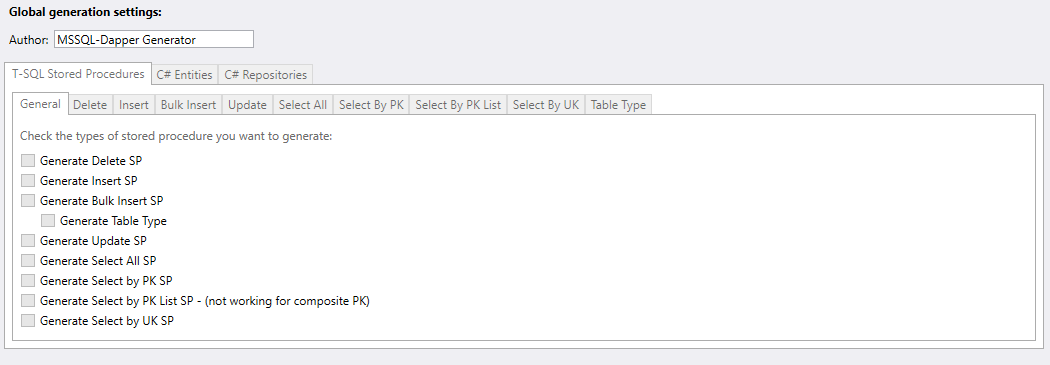 Global generation settings:
Author: MSSQL-Dapper Generator
T-SQL Stored Procedures C# Entities C# Repositories
General Delete Insert Bulk Insert Update Select All Select By PK Select By PK List Select By UK Table Type
Check the types of stored procedure you want to generate:
Generate Delete SP
Generate Insert SP
Generate Bulk Insert SP
Generate Table Type
Generate Update SP
Generate Select All SP
Generate Select by PK SP
Generate Select by PK List SP - (not working for composite PK)
Generate Select by UK SP